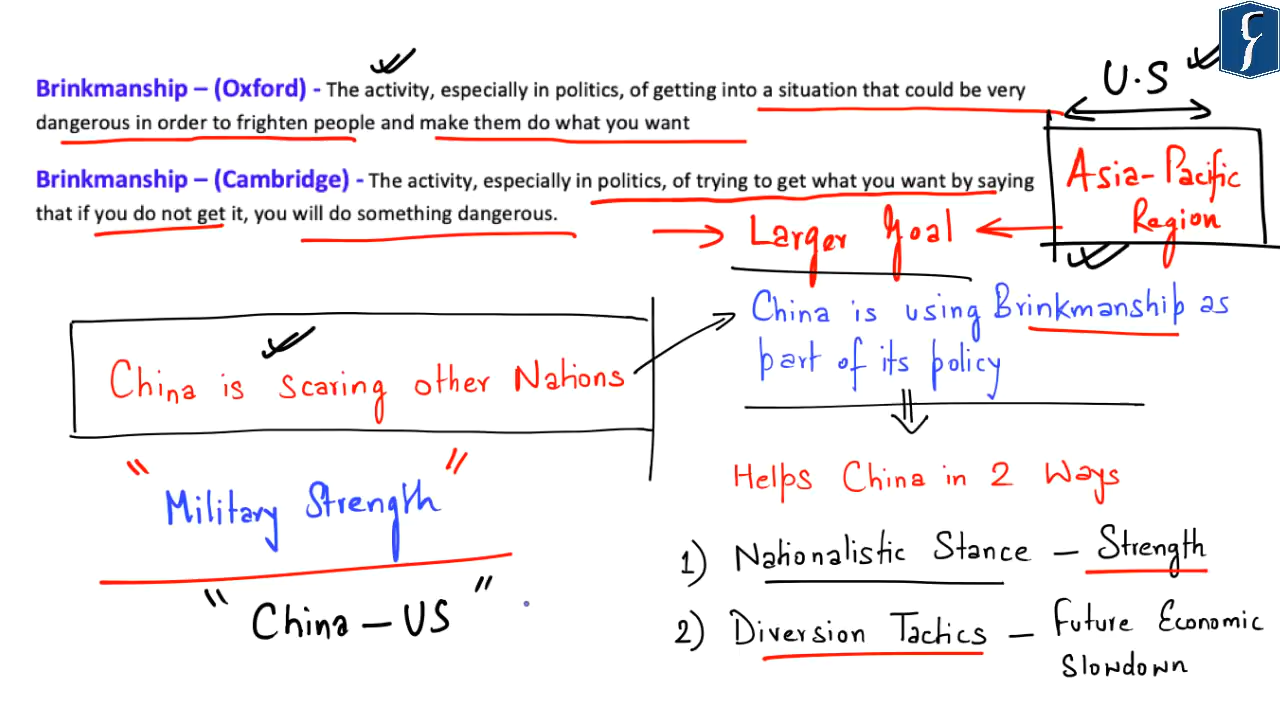 Brinkmanship – (Oxford) - The activity, especially in politics, of getting into a situation that could be very
dangerous in order to frighten people and make them do what you want
Brinkmanship – (Cambridge) - The activity, especially in politics, of trying to get what you want by saying
that if you do not get it, you will do something dangerous.
U.S
Asia-Pacific
Region
Larger Goal
China is using Brinkmanship as
part of its policy
China is scaring other Nations
"Military Strength"
"China – US"
Helps China in 2 Ways
1) Nationalistic Stance – Strength
2) Diversion Tactics – Future Economic
Slowdown